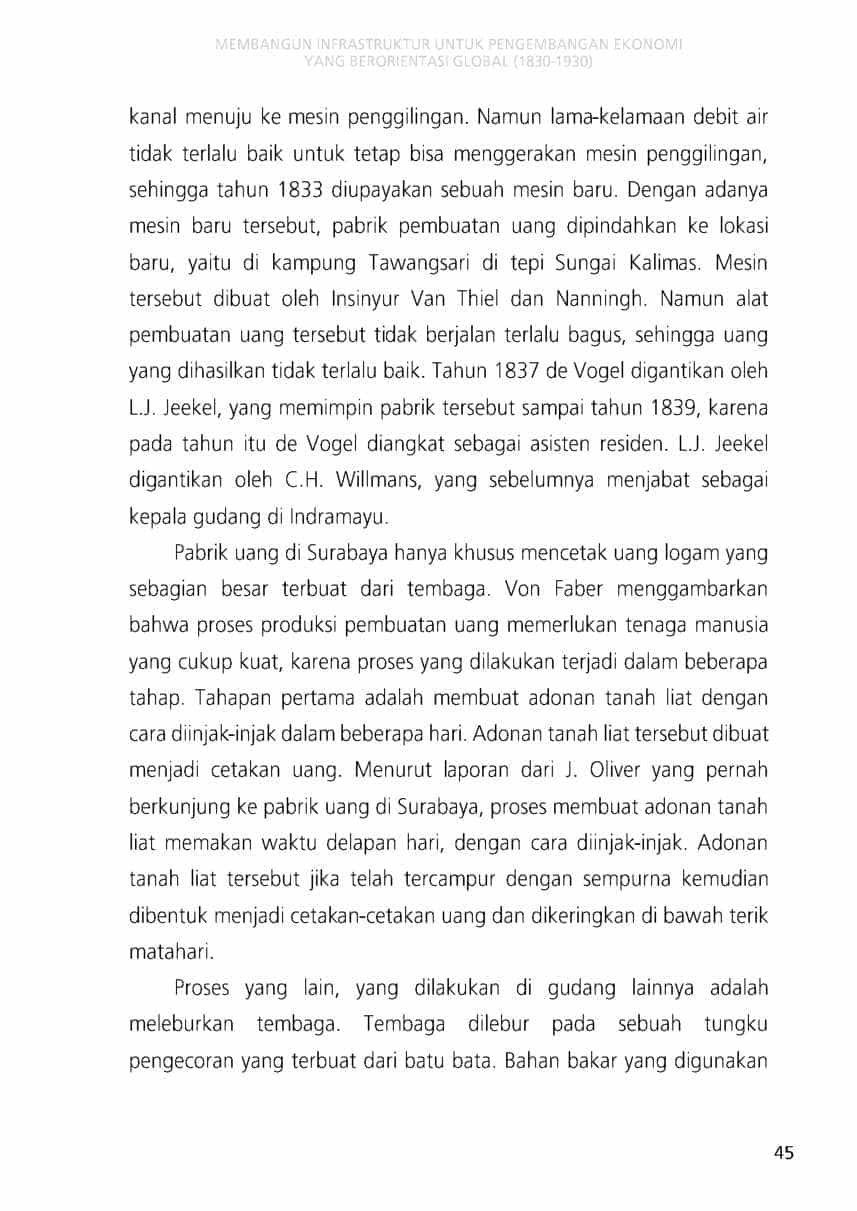 MEMBANGUN INFRASTRUKTUR UNTUK PENGEMBANGAN EKONOMI
YANG BERORIENTASI GLOBAL (1830-1930)
kanal menuju ke mesin penggilingan. Namun lama-kelamaan debit air
tidak terlalu baik untuk tetap bisa menggerakan mesin penggilingan,
sehingga tahun 1833 diupayakan sebuah mesin baru. Dengan adanya
mesin baru tersebut, pabrik pembuatan uang dipindahkan ke lokasi
baru, yaitu di kampung Tawangsari di tepi Sungai Kalimas. Mesin
tersebut dibuat oleh Insinyur Van Thiel dan Nanningh. Namun alat
pembuatan uang tersebut tidak berjalan terlalu bagus, sehingga uang
yang dihasilkan tidak terlalu baik. Tahun 1837 de Vogel digantikan oleh
L.J. Jeekel, yang memimpin pabrik tersebut sampai tahun 1839, karena
pada tahun itu de Vogel diangkat sebagai asisten residen. L.J. Jeekel
digantikan oleh C.H. Willmans, yang sebelumnya menjabat sebagai
kepala gudang di Indramayu.
Pabrik uang di Surabaya hanya khusus mencetak uang logam yang
sebagian besar terbuat dari tembaga. Von Faber menggambarkan
bahwa proses produksi pembuatan uang memerlukan tenaga manusia
yang cukup kuat, karena proses yang dilakukan terjadi dalam beberapa
tahap. Tahapan pertama adalah membuat adonan tanah liat dengan
cara diinjak-injak dalam beberapa hari. Adonan tanah liat tersebut dibuat
menjadi cetakan uang. Menurut laporan dari J. Oliver yang pernah
berkunjung ke pabrik uang di Surabaya, proses membuat adonan tanah
liat memakan waktu delapan hari, dengan cara diinjak-injak. Adonan
tanah liat tersebut jika telah tercampur dengan sempurna kemudian
dibentuk menjadi cetakan-cetakan uang dan dikeringkan di bawah terik
matahari.
Proses yang lain, yang dilakukan di gudang lainnya adalah
meleburkan tembaga. Tembaga dilebur pada sebuah tungku
pengecoran yang terbuat dari batu bata. Bahan bakar yang digunakan
45